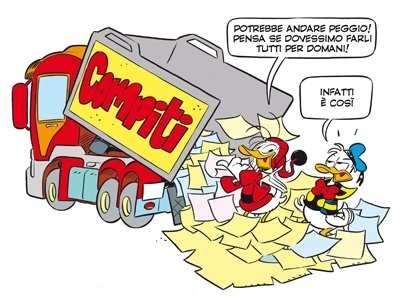 POTREBBE ANDARE PEGGIO!
PENSA SE DOVESSIMO FARLI
TUTTI PER DOMANI!
INFATTI
È COSÌ
Compiti